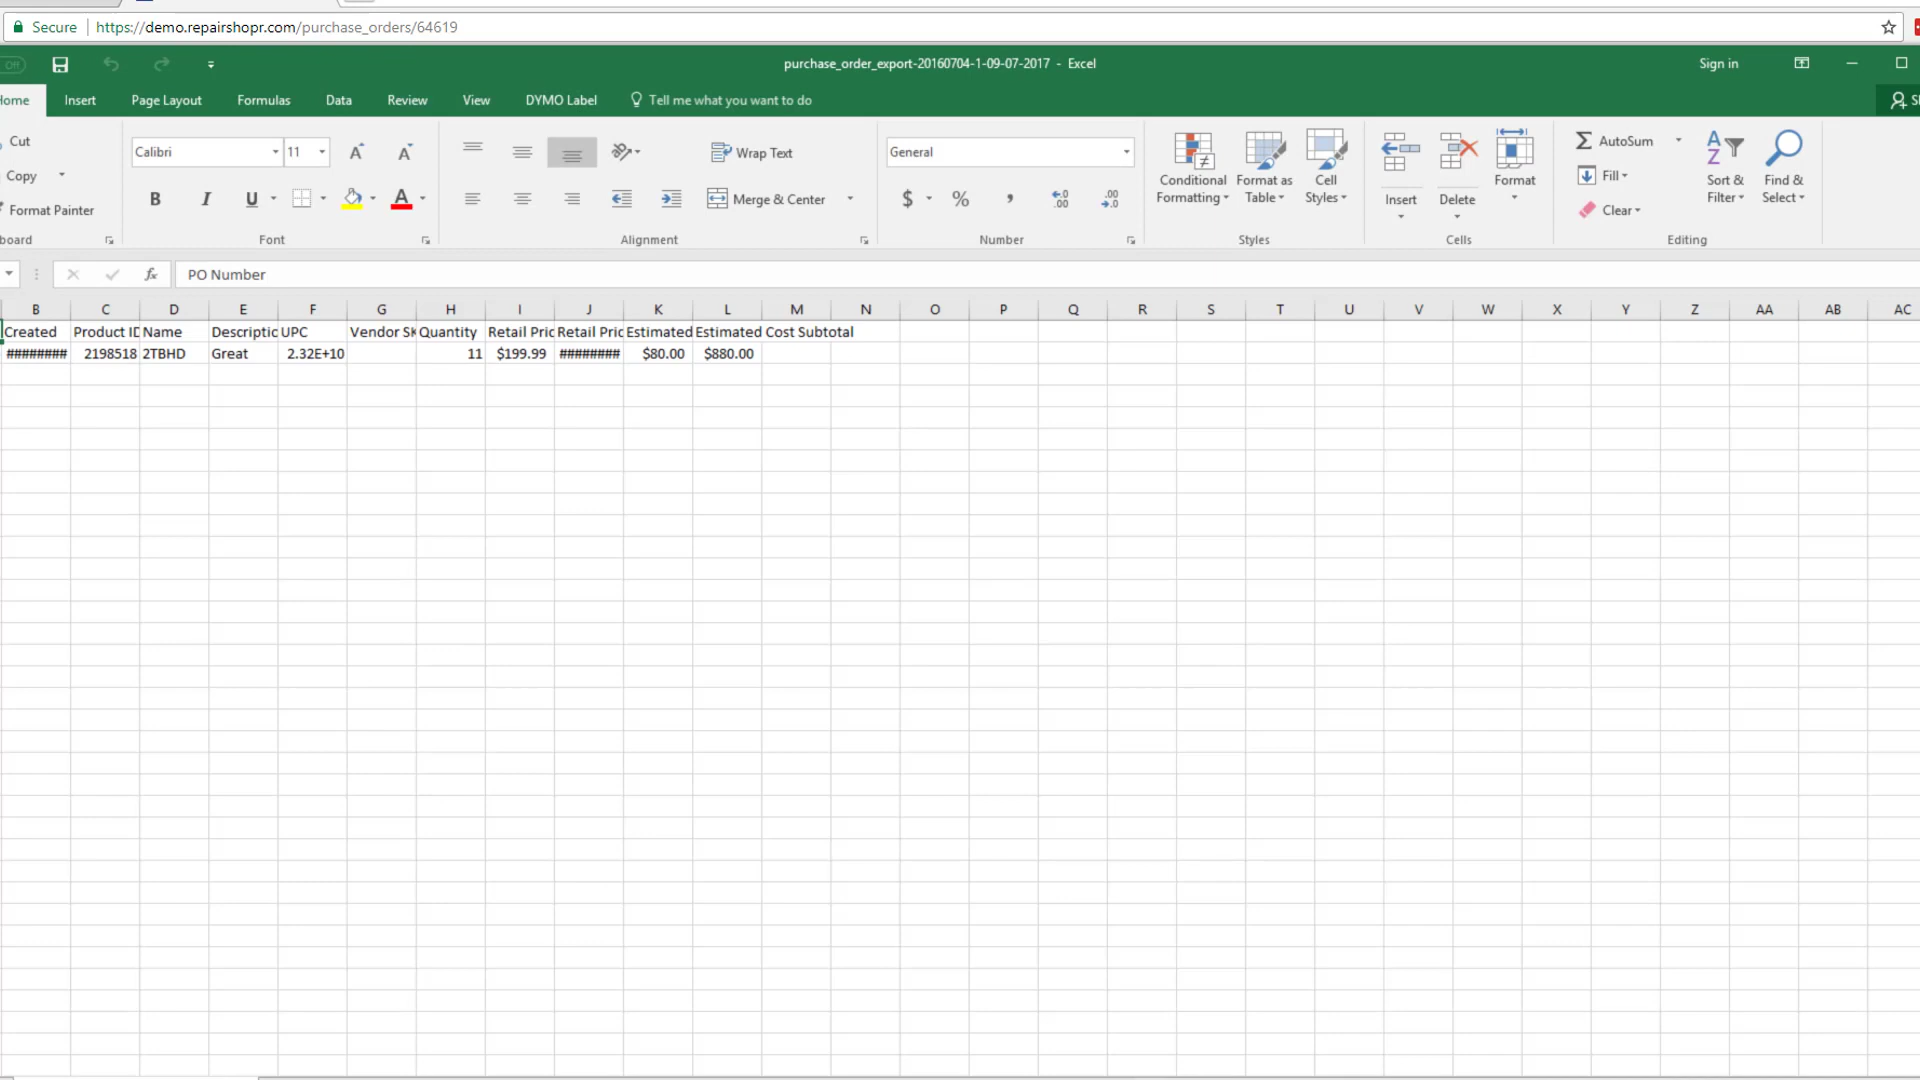 Secure https://demo.repairshopr.com/purchase_orders/64619
Off purchase_order_export-20160704-1-09-07-2017 - Excel Sign in
ome Insert Page Layout Formulas Data Review View DYMO Label Tell me what you want to do S
Cut
Copy
Format Painter
board
Calibri 11
B I U
Font
Wrap Text
Merge & Center
Alignment
General
$ % , .00 .00
Number
Conditional Formatting
Format as Table
Cell Styles
Styles
Insert Delete Format
Cells
AutoSum
Fill
Clear
Sort & Filter
Find & Select
Editing
fx PO Number
B C D E F G H I J K L M N O P Q R S T U V W X Y Z AA AB AC
Created Product ID Name Descriptio UPC Vendor SK Quantity Retail Pric Retail Pric Estimated Estimated Cost Subtotal
######## 2198518 2TBHD Great 2.32E+10 11 $199.99 ######## $80.00 $880.00